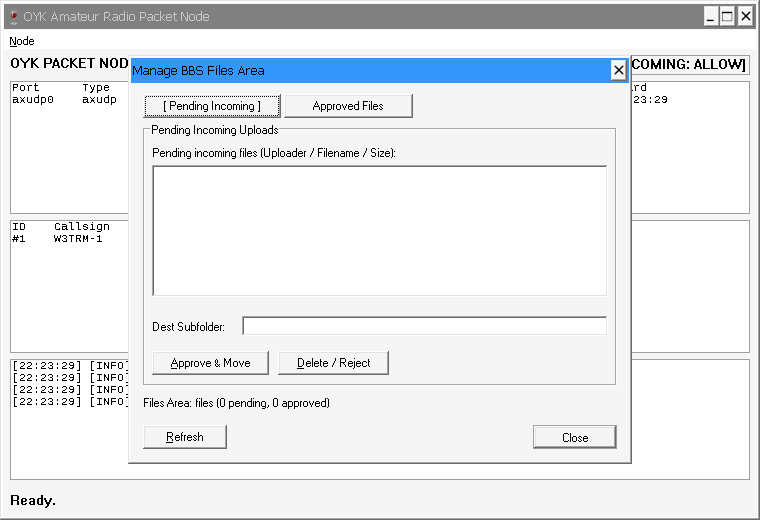 OYK Amateur Radio Packet Node
Node
OYK PACKET NOD
COMING: ALLOW]
Manage BBS Files Area
Port Type
axudp0 axudp
rd
:23:29
[ Pending Incoming ] Approved Files
Pending Incoming Uploads
Pending incoming files (Uploader / Filename / Size):
ID Callsign
#1 W3TRM-1
Dest Subfolder:
Approve & Move Delete / Reject
[22:23:29] [INFO]
[22:23:29] [INFO]
[22:23:29] [INFO]
[22:23:29] [INFO]
Files Area: files (0 pending, 0 approved)
Refresh Close
Ready.